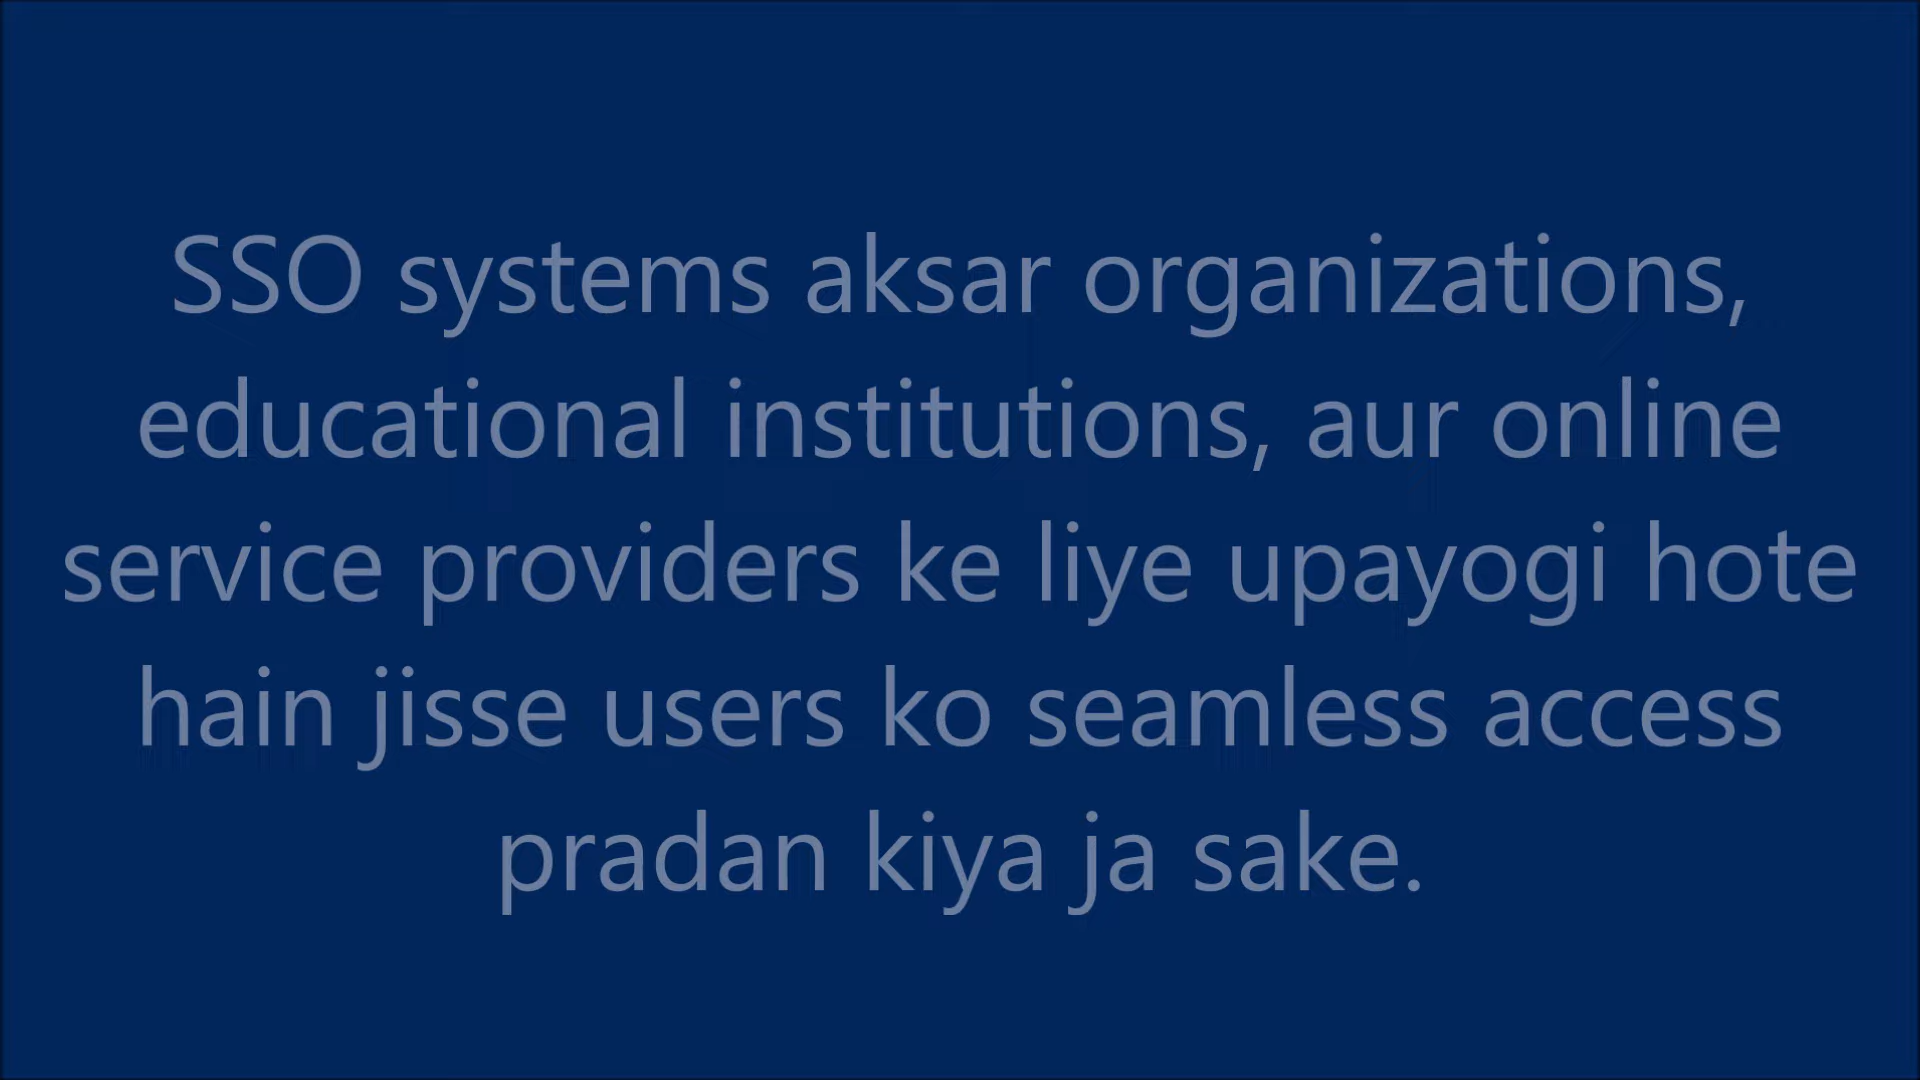 SSO systems aksar organizations,
educational institutions, aur online
service providers ke liye upayogi hote
hain jisse users ko seamless access
pradan kiya ja sake.